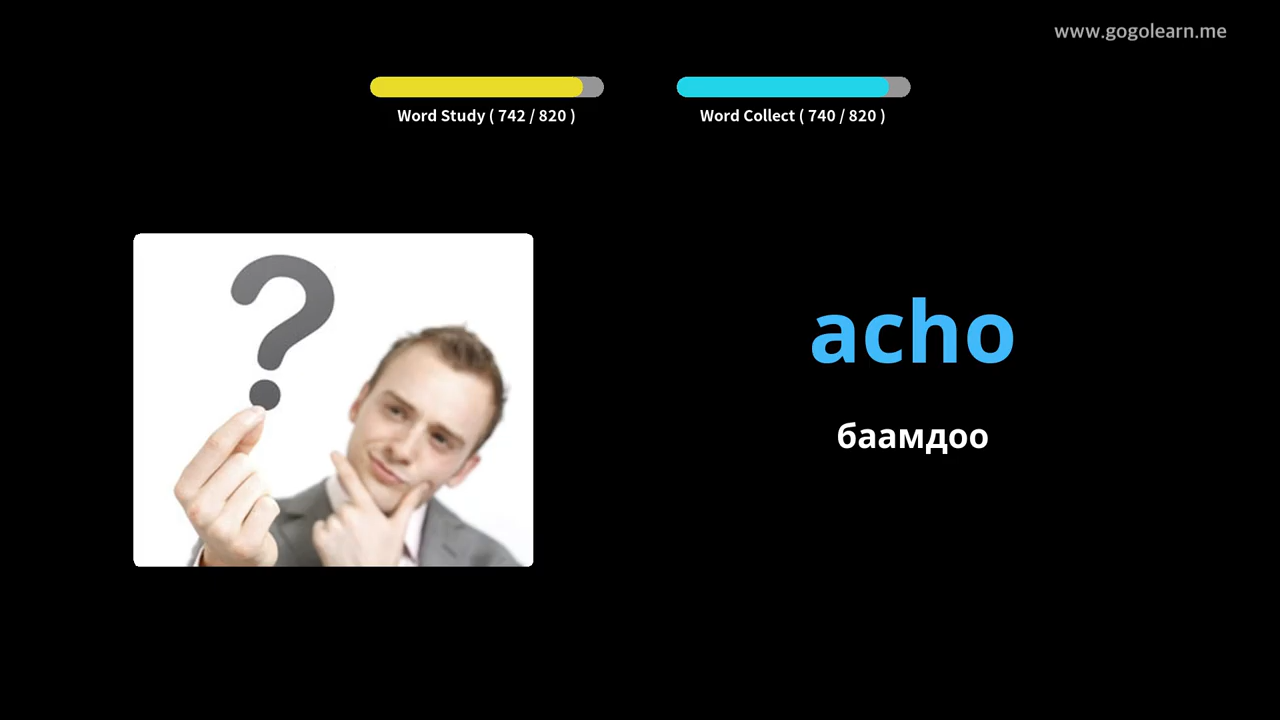 www.gogolearn.me
Word Study ( 742 / 820 )
Word Collect ( 740 / 820 )
?
acho
баамдоо